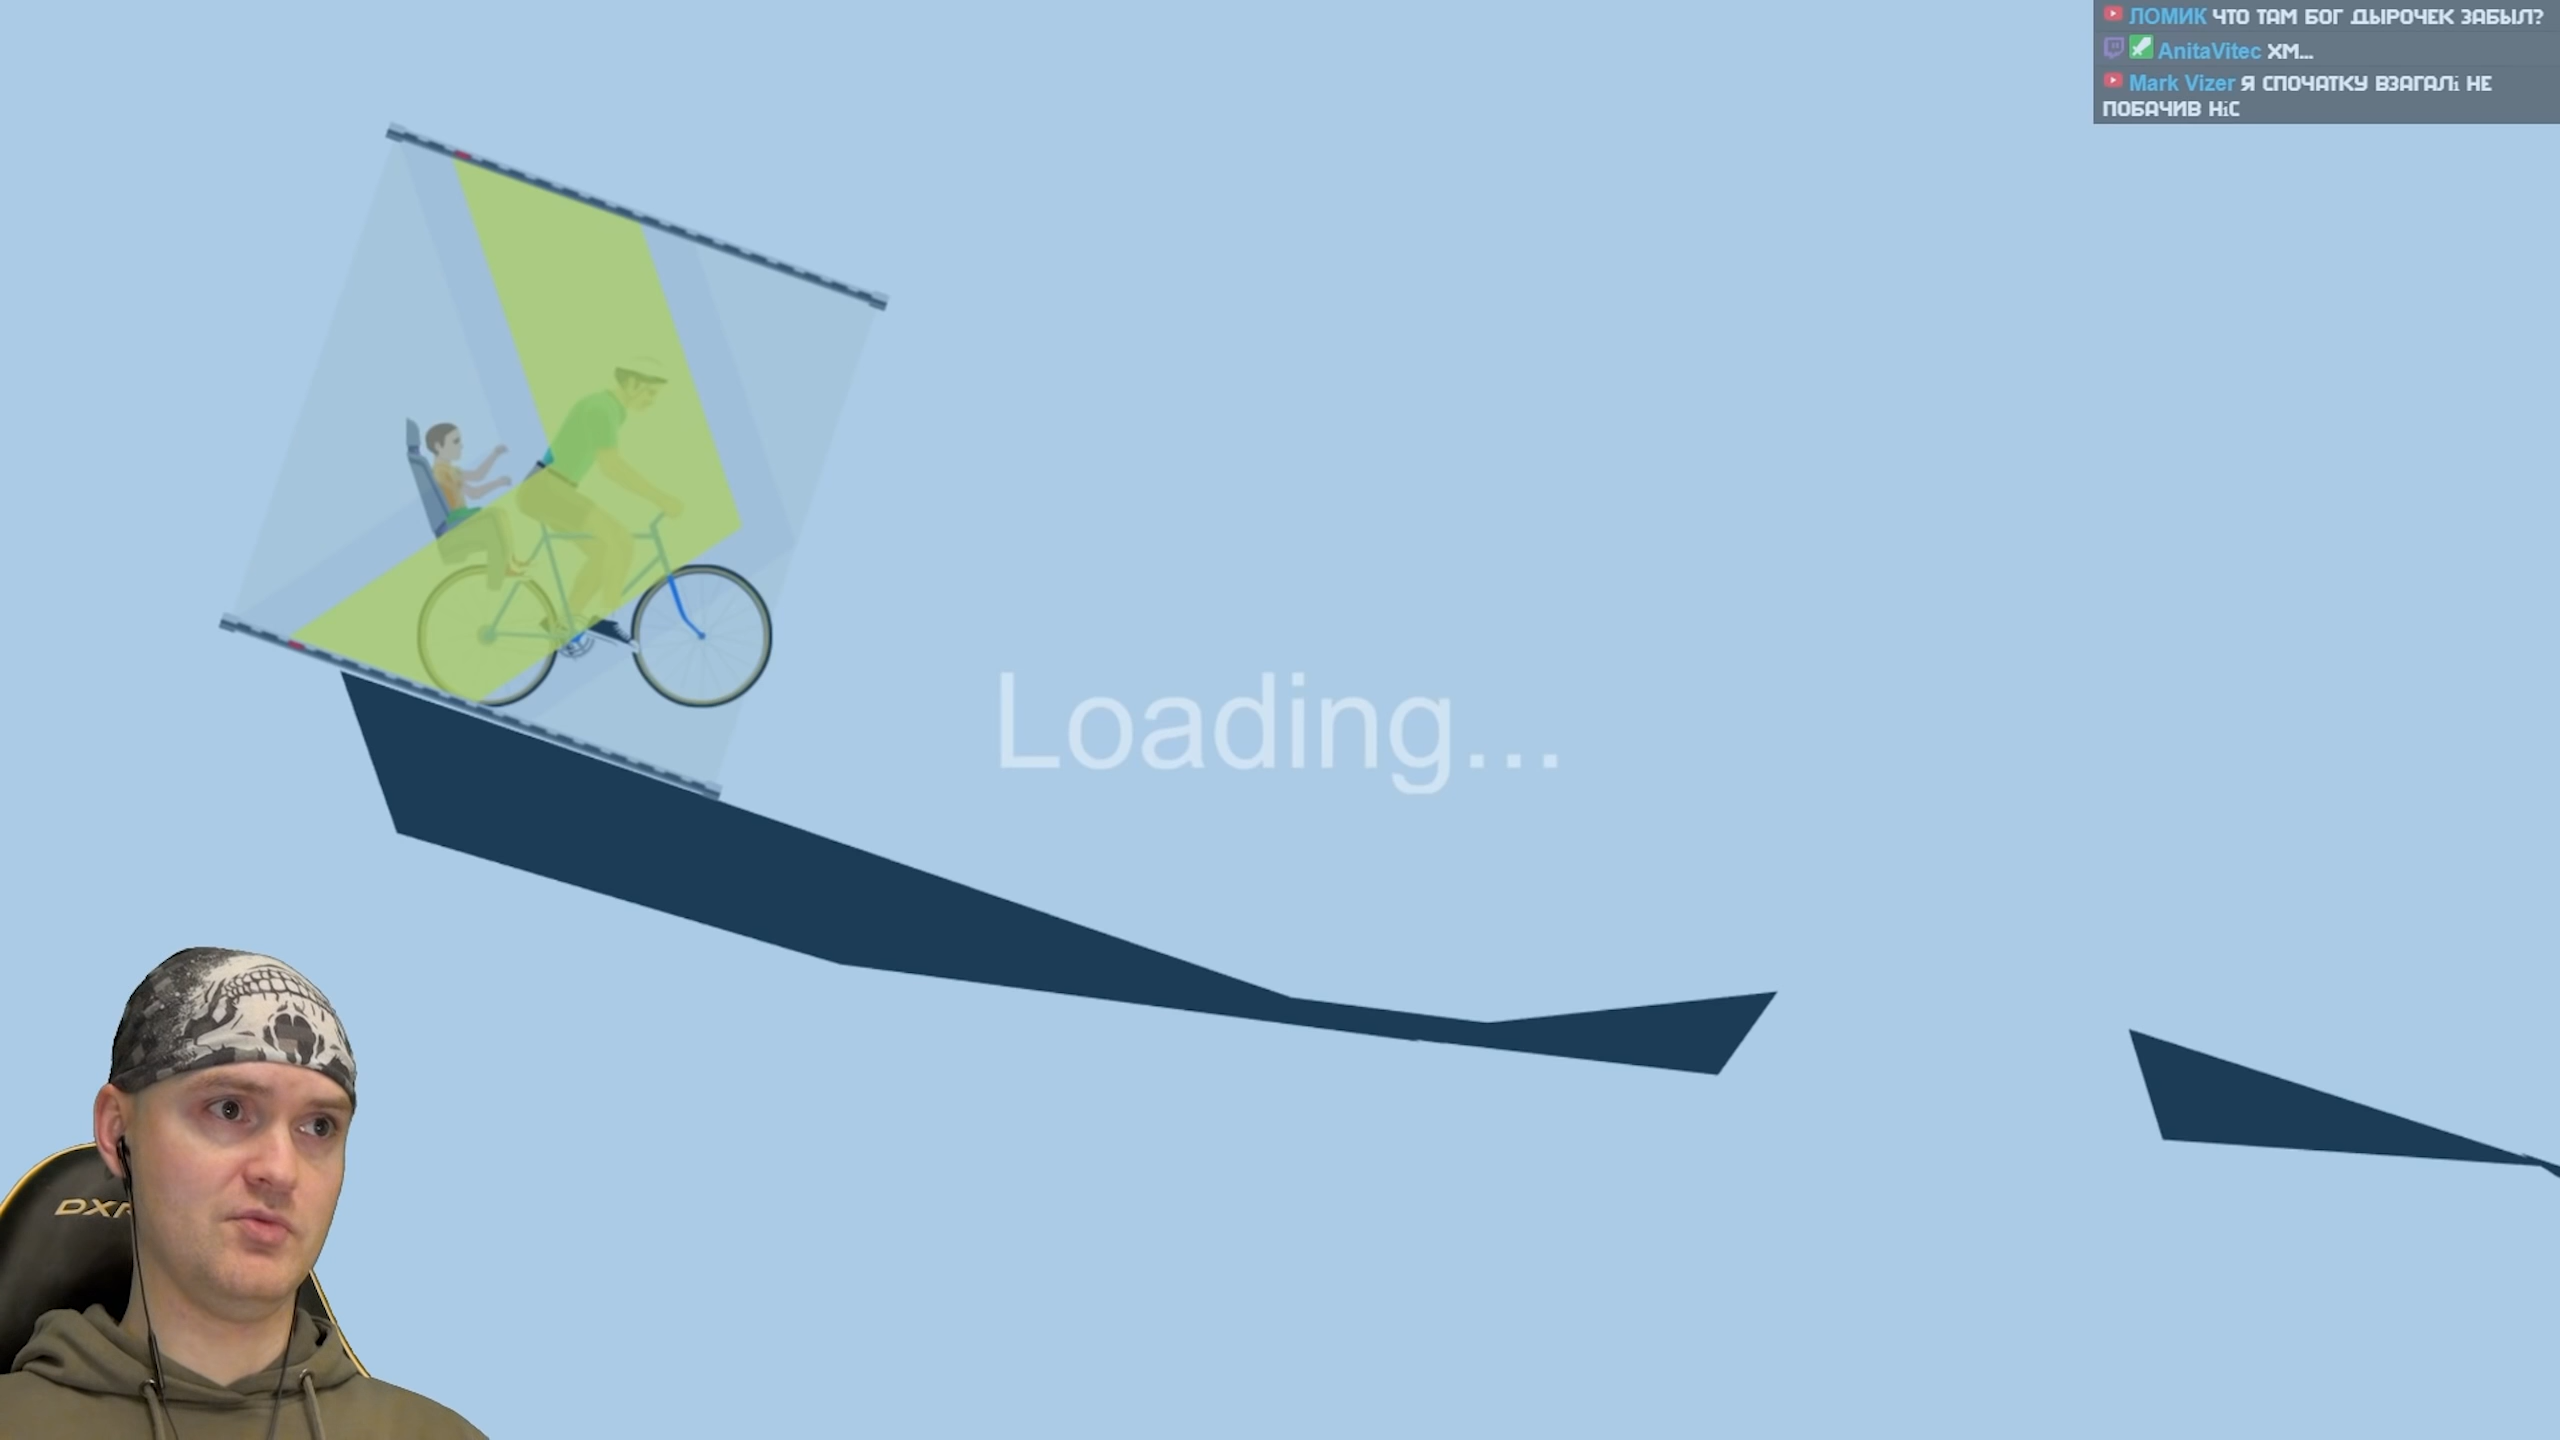 ЛОМИК ЧТО ТАМ БОГ ДЫРОЧЕК ЗАБЫЛ?
AnitaVitec ХМ...
Mark Vizer Я СПОЧАТКУ ВЗАГАЛі НЕ
ПОБАЧИВ НіС
Loading...